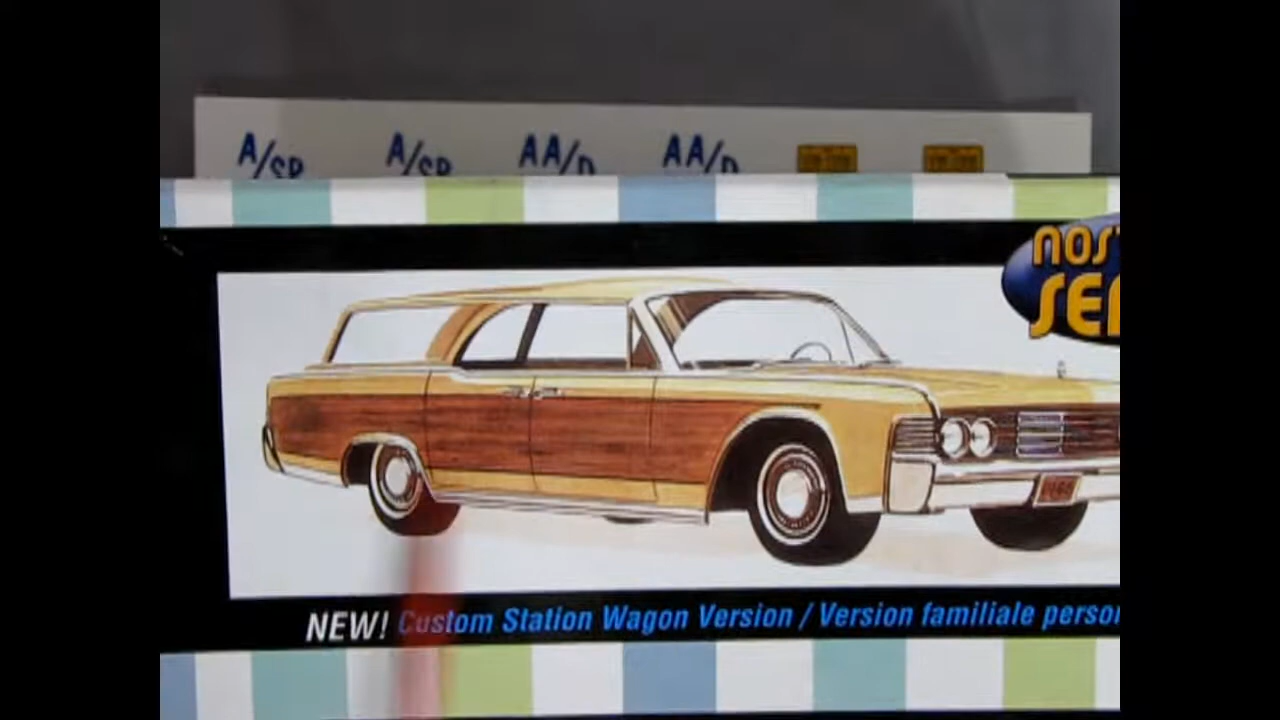 A/SR A/SR AA/D AA/D
NEW! Custom Station Wagon Version / Version familiale